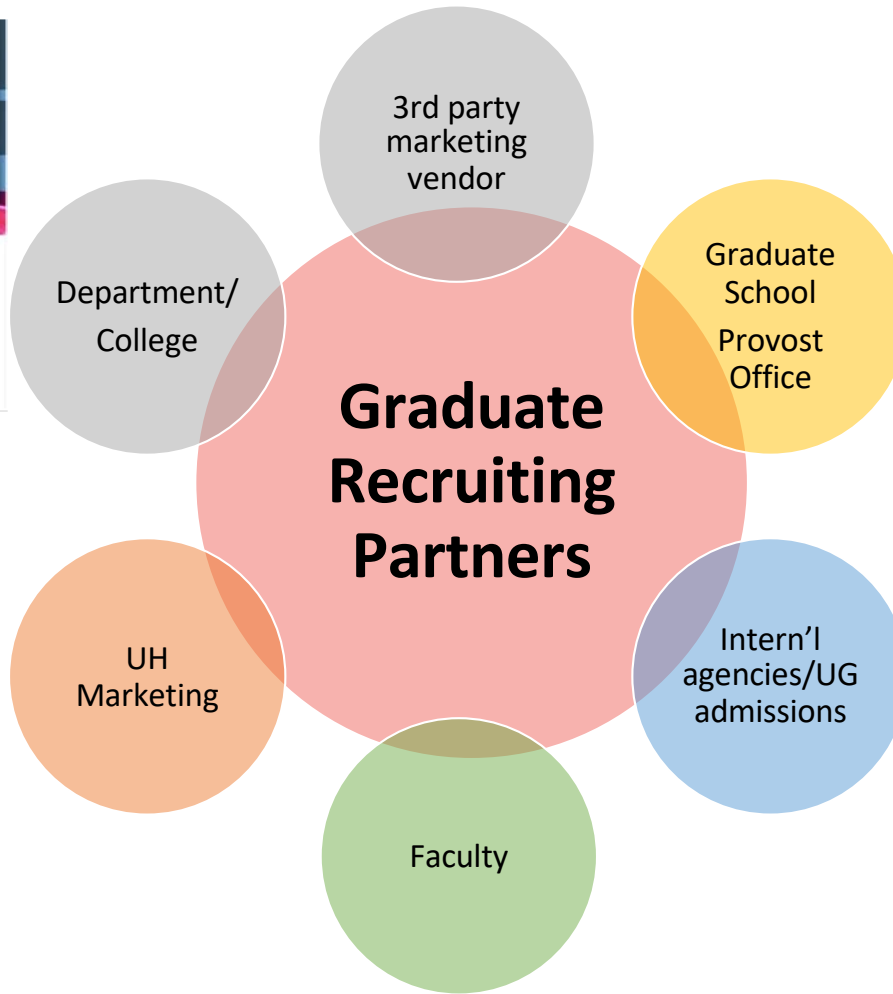 3rd party
marketing
vendor
Graduate
School
Provost
Office
Department/
College
Graduate
Recruiting
Partners
Intern’l
agencies/UG
admissions
UH
Marketing
Faculty